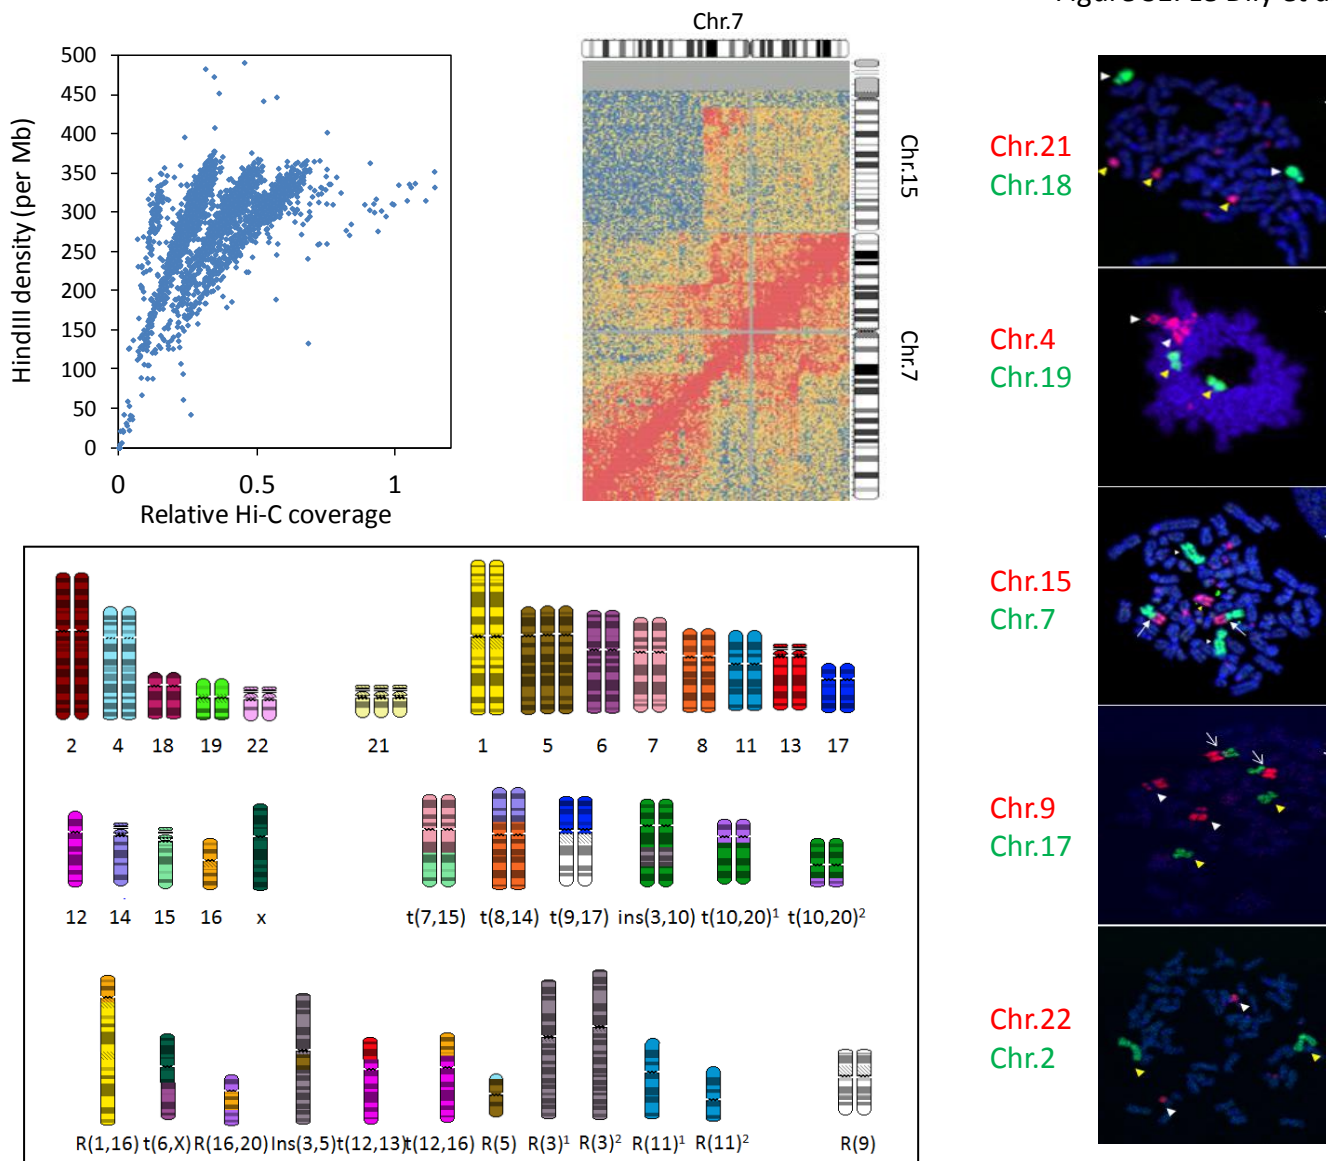 Chr.7
500
450
400
350
300
250
200
150
100
50
0
HindIII density (per Mb)
0 0.5 1
Relative Hi-C coverage
Chr.15
Chr.7
Chr.21
Chr.18
Chr.4
Chr.19
Chr.15
Chr.7
Chr.9
Chr.17
Chr.22
Chr.2
2 4 18 19 22 21 1 5 6 7 8 11 13 17
12 14 15 16 x t(7,15) t(8,14) t(9,17) ins(3,10) t(10,20)¹ t(10,20)²
R(1,16) t(6,X) R(16,20) Ins(3,5) t(12,13) t(12,16) R(5) R(3)¹ R(3)² R(11)¹ R(11)² R(9)